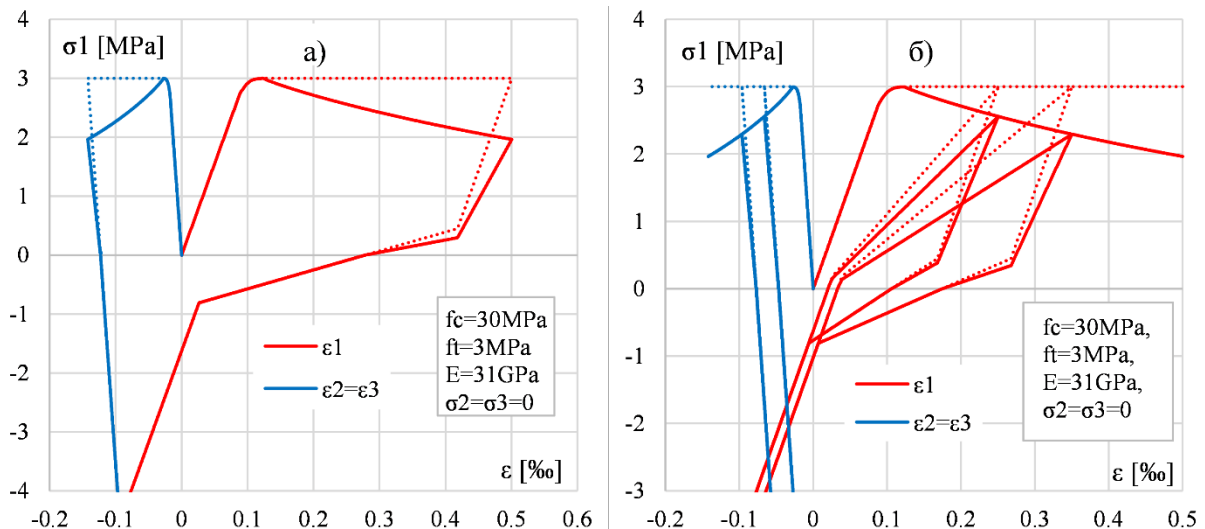 4
σ1 [MPa]
а)
3
2
1
0
-1
-2
-3
-4
ε1
ε2=ε3
fc=30MPa
ft=3MPa
E=31GPa
σ2=σ3=0
ε [‰]
-0.2 -0.1 0 0.1 0.2 0.3 0.4 0.5 0.6
4
σ1 [MPa]
б)
3
2
1
0
-1
-2
-3
ε1
ε2=ε3
fc=30MPa,
ft=3MPa,
E=31GPa,
σ2=σ3=0
ε [‰]
-0.2 -0.1 0 0.1 0.2 0.3 0.4 0.5